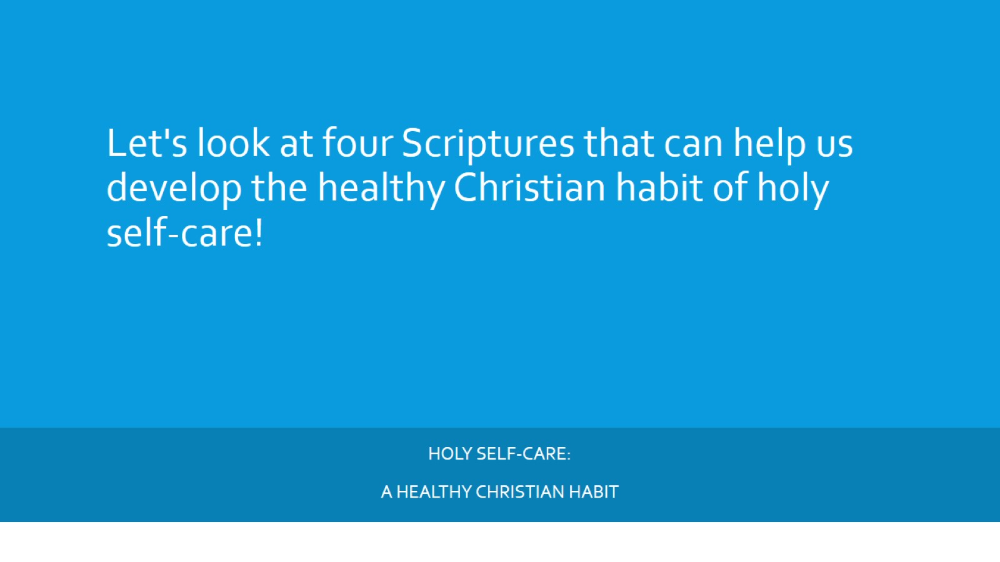 Let's look at four Scriptures that can help us
develop the healthy Christian habit of holy
self-care!
HOLY SELF-CARE:
A HEALTHY CHRISTIAN HABIT